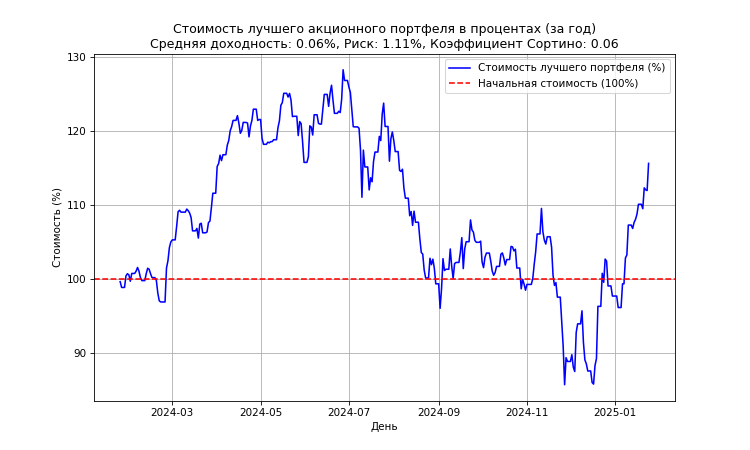 Стоимость лучшего акционного портфеля в процентах (за год)
Средняя доходность: 0.06%, Риск: 1.11%, Коэффициент Сортино: 0.06
Стоимость лучшего портфеля (%)
Начальная стоимость (100%)
Стоимость (%)
130
120
110
100
90
2024-03 2024-05 2024-07 2024-09 2024-11 2025-01
День